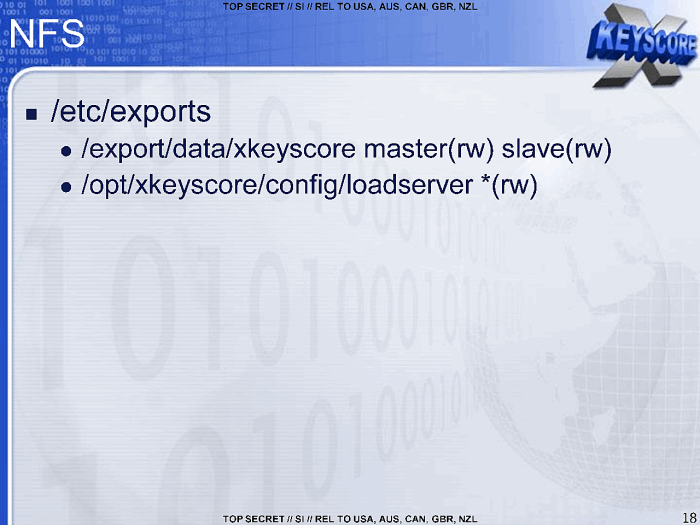 TOP SECRET // SI // REL TO USA, AUS, CAN, GBR, NZL
NFS
X
KEYSCORE
/etc/exports
/export/data/xkeyscore master(rw) slave(rw)
/opt/xkeyscore/config/loadserver *(rw)
TOP SECRET // SI // REL TO USA, AUS, CAN, GBR, NZL
18